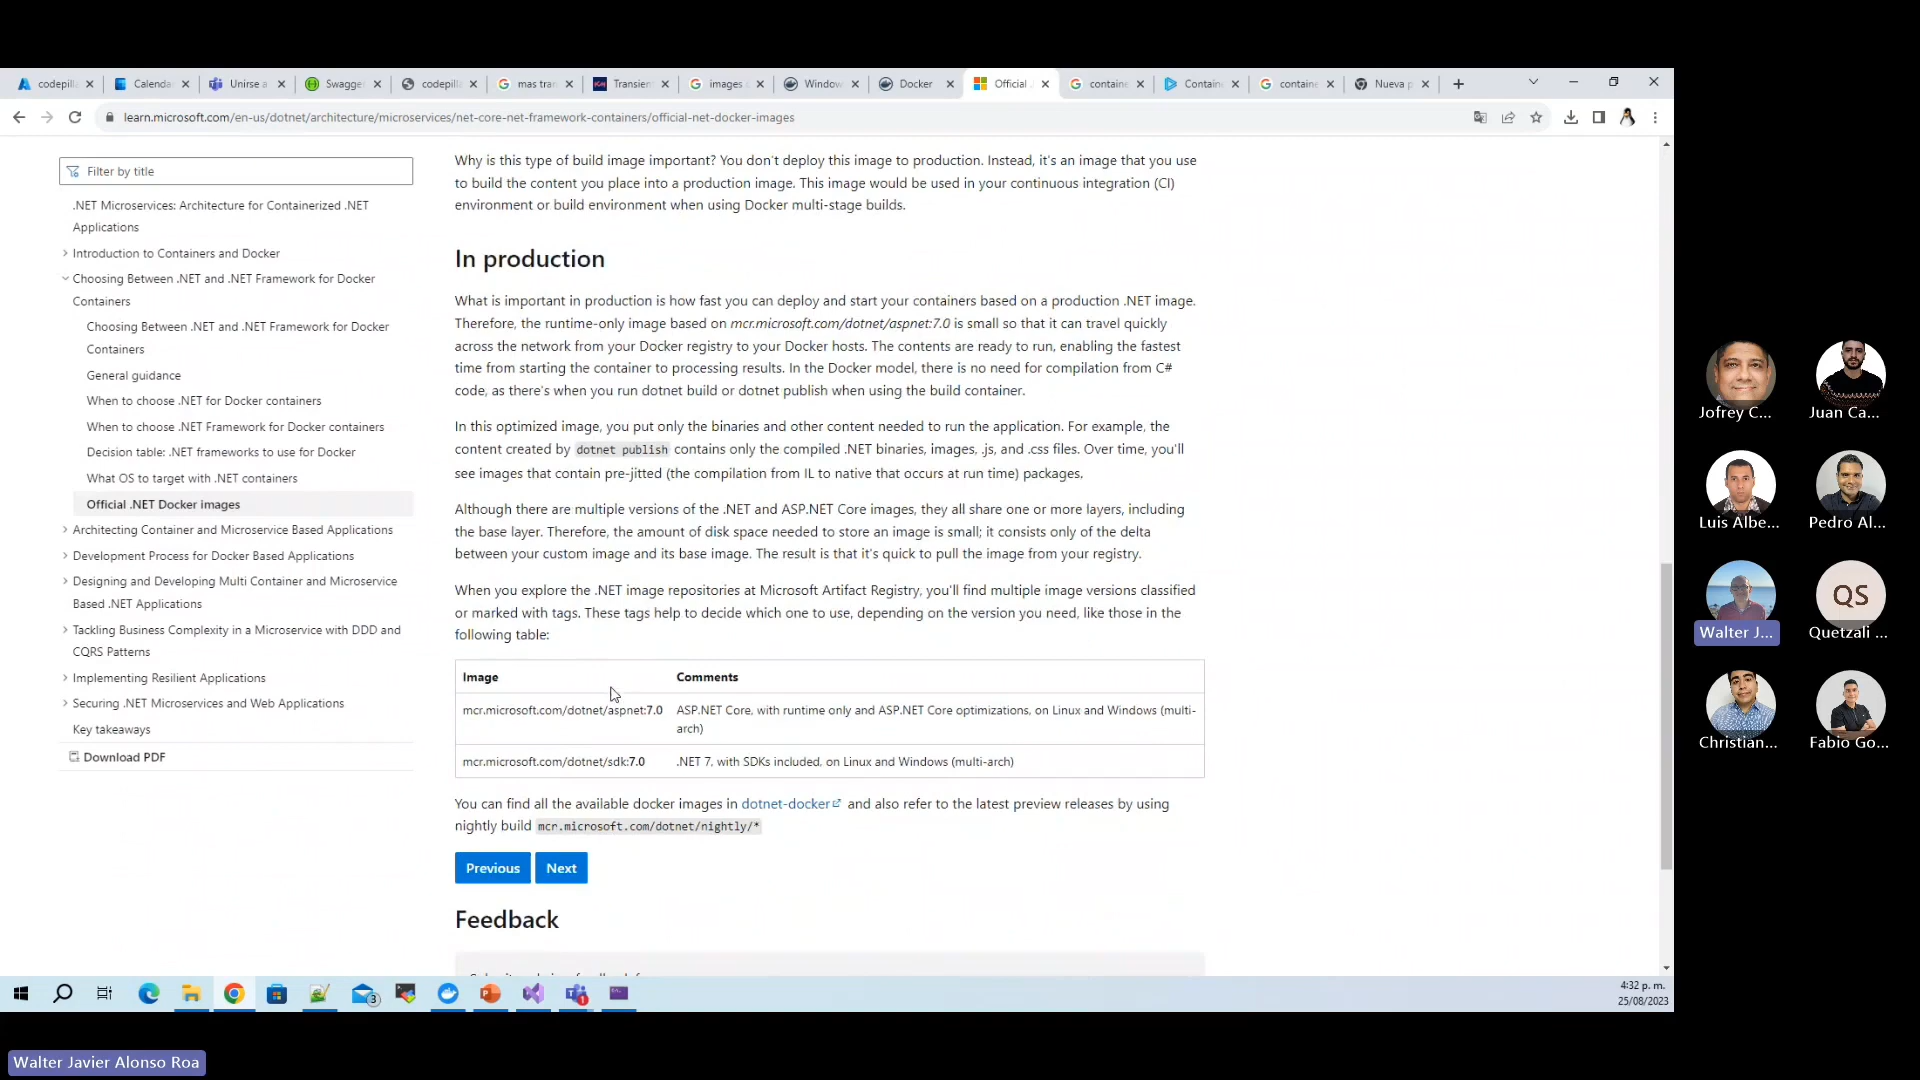 codepill
Calenda
Unirse a
Swagge
codepill
mas tran
Transien
images
Window
Docker
Official
containe
Contain
containe
Nueva p
learn.microsoft.com/en-us/dotnet/architecture/microservices/net-core-net-framework-containers/official-net-docker-images
Filter by title
.NET Microservices: Architecture for Containerized .NET
Applications
Introduction to Containers and Docker
Choosing Between .NET and .NET Framework for Docker
Containers
Choosing Between .NET and .NET Framework for Docker
Containers
General guidance
When to choose .NET for Docker containers
When to choose .NET Framework for Docker containers
Decision table: .NET frameworks to use for Docker
What OS to target with .NET containers
Official .NET Docker images
Architecting Container and Microservice Based Applications
Development Process for Docker Based Applications
Designing and Developing Multi Container and Microservice
Based .NET Applications
Tackling Business Complexity in a Microservice with DDD and
CQRS Patterns
Implementing Resilient Applications
Securing .NET Microservices and Web Applications
Key takeaways
Download PDF
Why is this type of build image important? You don't deploy this image to production. Instead, it's an image that you use
to build the content you place into a production image. This image would be used in your continuous integration (CI)
environment or build environment when using Docker multi-stage builds.
In production
What is important in production is how fast you can deploy and start your containers based on a production .NET image.
Therefore, the runtime-only image based on mcr.microsoft.com/dotnet/aspnet:7.0 is small so that it can travel quickly
across the network from your Docker registry to your Docker hosts. The contents are ready to run, enabling the fastest
time from starting the container to processing results. In the Docker model, there is no need for compilation from C#
code, as there's when you run dotnet build or dotnet publish when using the build container.
In this optimized image, you put only the binaries and other content needed to run the application. For example, the
content created by dotnet publish contains only the compiled .NET binaries, images, .js, and .css files. Over time, you'll
see images that contain pre-jitted (the compilation from IL to native that occurs at run time) packages.
Although there are multiple versions of the .NET and ASP.NET Core images, they all share one or more layers, including
the base layer. Therefore, the amount of disk space needed to store an image is small; it consists only of the delta
between your custom image and its base image. The result is that it's quick to pull the image from your registry.
When you explore the .NET image repositories at Microsoft Artifact Registry, you'll find multiple image versions classified
or marked with tags. These tags help to decide which one to use, depending on the version you need, like those in the
following table:
Image Comments
mcr.microsoft.com/dotnet/aspnet:7.0 ASP.NET Core, with runtime only and ASP.NET Core optimizations, on Linux and Windows (multi-
arch)
mcr.microsoft.com/dotnet/sdk:7.0 .NET 7, with SDKs included, on Linux and Windows (multi-arch)
You can find all the available docker images in dotnet-docker and also refer to the latest preview releases by using
nightly build mcr.microsoft.com/dotnet/nightly/*
Previous Next
Feedback
3
1
4:32 p. m.
25/08/2023
Jofrey C...
Juan Ca...
Luis Albe...
Pedro Al...
Walter J...
QS
Quetzali ...
Christian...
Fabio Go...
Walter Javier Alonso Roa